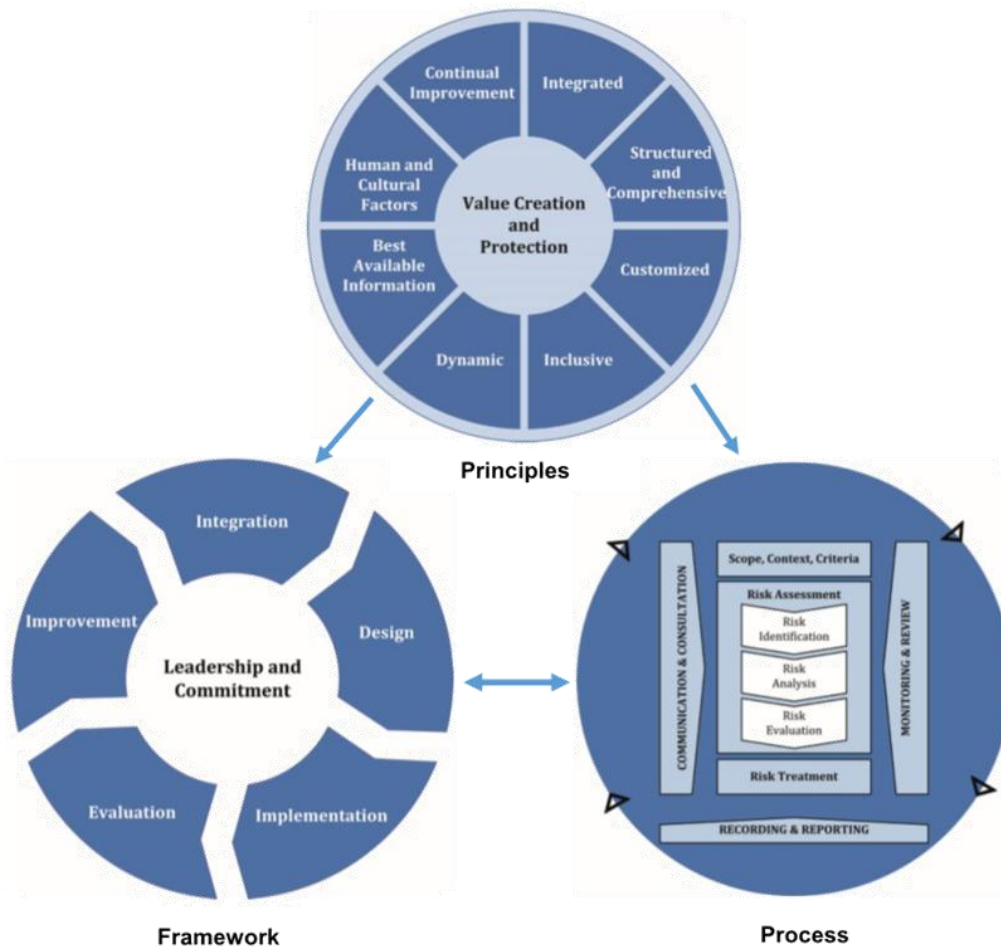 Continual
Improvement
Integrated
Human and
Cultural
Factors
Structured
and
Comprehensive
Value Creation
and
Protection
Best
Available
Information
Customized
Dynamic
Inclusive
Principles
Integration
Improvement
Design
Leadership and
Commitment
Evaluation
Implementation
Framework
Scope, Context, Criteria
COMMUNICATION & CONSULTATION
Risk Assessment
Risk
Identification
Risk
Analysis
Risk
Evaluation
MONITORING & REVIEW
Risk Treatment
RECORDING & REPORTING
Process